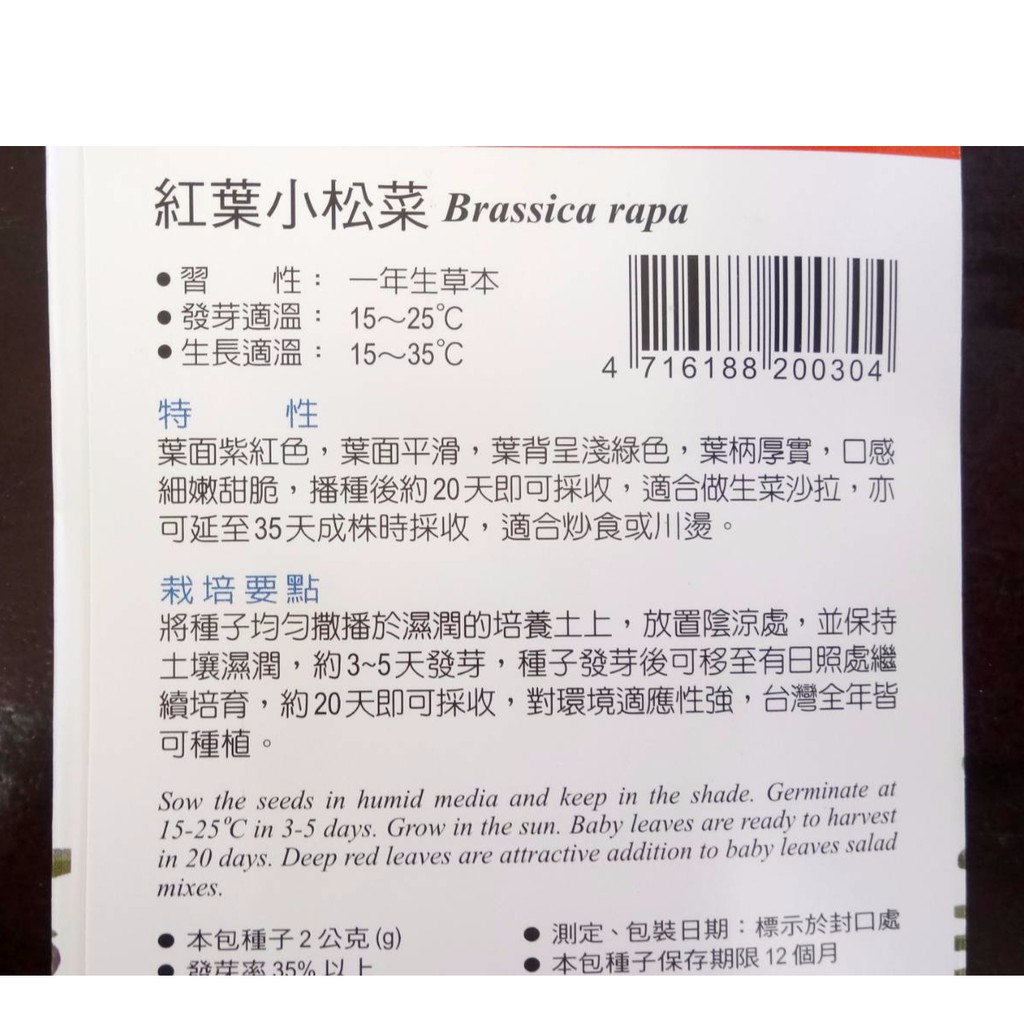 紅葉小松菜 Brassica rapa
● 習 性： 一年生草本
● 發芽適溫： 15～25℃
● 生長適溫： 15～35℃
4 716188 200304
特 性
葉面紫紅色，葉面平滑，葉背呈淺綠色，葉柄厚實，口感
細嫩甜脆，播種後約20天即可採收，適合做生菜沙拉，亦
可延至35天成株時採收，適合炒食或川燙。
栽培要點
將種子均勻撒播於濕潤的培養土上，放置陰涼處，並保持
土壤濕潤，約3~5天發芽，種子發芽後可移至有日照處繼
續培育，約20天即可採收，對環境適應性強，台灣全年皆
可種植。
Sow the seeds in humid media and keep in the shade. Germinate at
15-25ºC in 3-5 days. Grow in the sun. Baby leaves are ready to harvest
in 20 days. Deep red leaves are attractive addition to baby leaves salad
mixes.
● 本包種子2公克(g)
● 發芽率35%以上
● 測定、包裝日期：標示於封口處
● 本包種子保存期限12個月